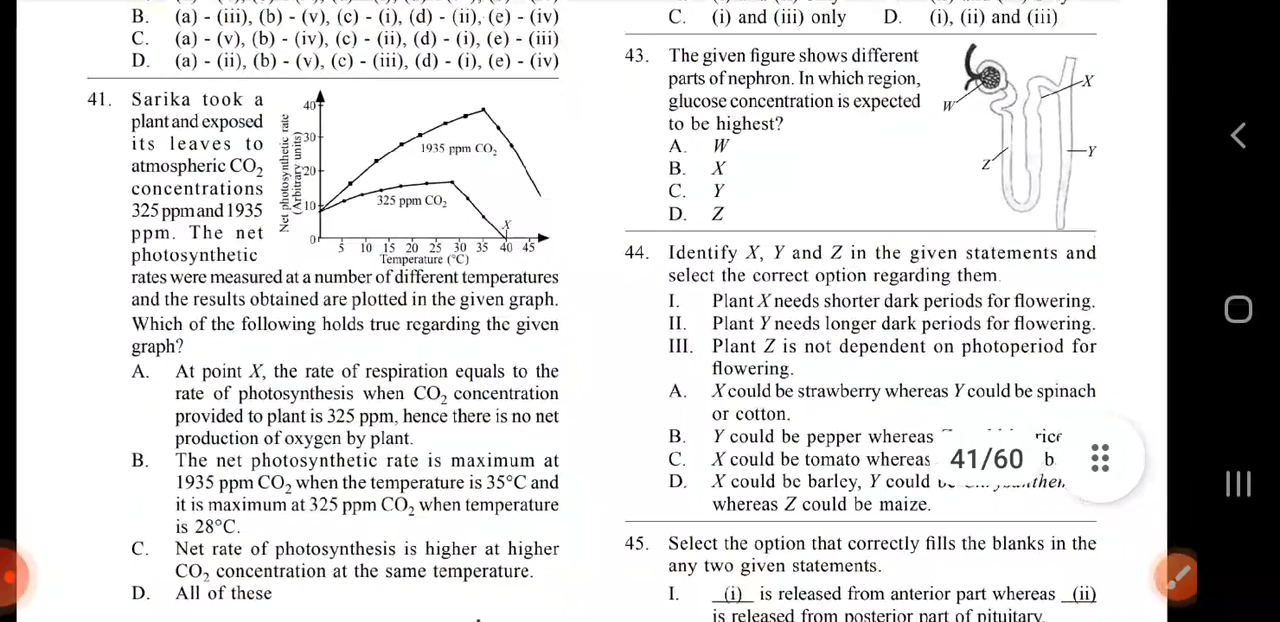 B. (a) - (iii), (b) - (v), (c) - (i), (d) - (ii), (e) - (iv)
C. (a) - (v), (b) - (iv), (c) - (ii), (d) - (i), (e) - (iii)
D. (a) - (ii), (b) - (v), (c) - (iii), (d) - (i), (e) - (iv)
41. Sarika took a
plant and exposed
its leaves to
atmospheric CO₂
concentrations
325 ppm and 1935
ppm. The net
photosynthetic
Net photosynthetic rate
(Arbitrary units)
40
30
20
10
0
1935 ppm CO₂
325 ppm CO₂
X
5 10 15 20 25 30 35 40 45
Temperature (°C)
rates were measured at a number of different temperatures
and the results obtained are plotted in the given graph.
Which of the following holds true regarding the given
graph?
A. At point X, the rate of respiration equals to the
rate of photosynthesis when CO₂ concentration
provided to plant is 325 ppm, hence there is no net
production of oxygen by plant.
B. The net photosynthetic rate is maximum at
1935 ppm CO₂ when the temperature is 35°C and
it is maximum at 325 ppm CO₂ when temperature
is 28°C.
C. Net rate of photosynthesis is higher at higher
CO₂ concentration at the same temperature.
D. All of these
C. (i) and (iii) only D. (i), (ii) and (iii)
43. The given figure shows different
parts of nephron. In which region,
glucose concentration is expected
to be highest?
A. W
B. X
C. Y
D. Z
W
X
Y
Z
44. Identify X, Y and Z in the given statements and
select the correct option regarding them.
I. Plant X needs shorter dark periods for flowering.
II. Plant Y needs longer dark periods for flowering.
III. Plant Z is not dependent on photoperiod for
flowering.
A. X could be strawberry whereas Y could be spinach
or cotton.
B. Y could be pepper whereas
C. X could be tomato whereas
D. X could be barley, Y could
whereas Z could be maize.
41/60
45. Select the option that correctly fills the blanks in the
any two given statements.
I. (i) is released from anterior part whereas (ii)
is released from posterior part of pituitary.